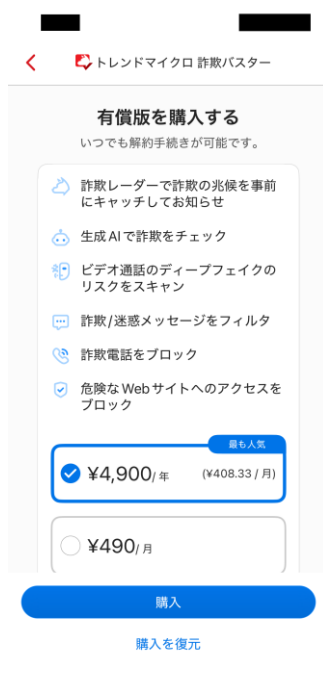 トレンドマイクロ 詐欺バスター
有償版を購入する
いつでも解約手続きが可能です。
詐欺レーダーで詐欺の兆候を事前
にキャッチしてお知らせ
生成AIで詐欺をチェック
ビデオ通話のディープフェイクの
リスクをスキャン
詐欺/迷惑メッセージをフィルタ
詐欺電話をブロック
危険なWebサイトへのアクセスを
ブロック
最も人気
¥4,900/ 年 (¥408.33 / 月)
¥490/ 月
購入
購入を復元